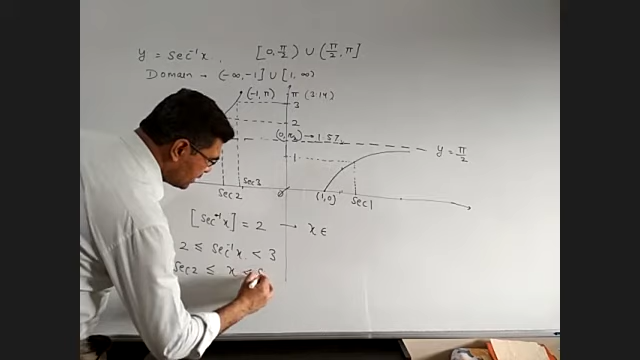 y = sec⁻¹x , [0, π/2) ∪ (π/2, π]
Domain → (-∞, -1] ∪ [1, ∞)
(-1, π) π (3.14)
3
2
(0, π/2) → 1.57
y = π/2
1
sec2 sec3 0 (1,0) sec1
[sec⁻¹x] = 2 → x ∈
2 ≤ sec⁻¹x < 3
sec2 ≤ x <